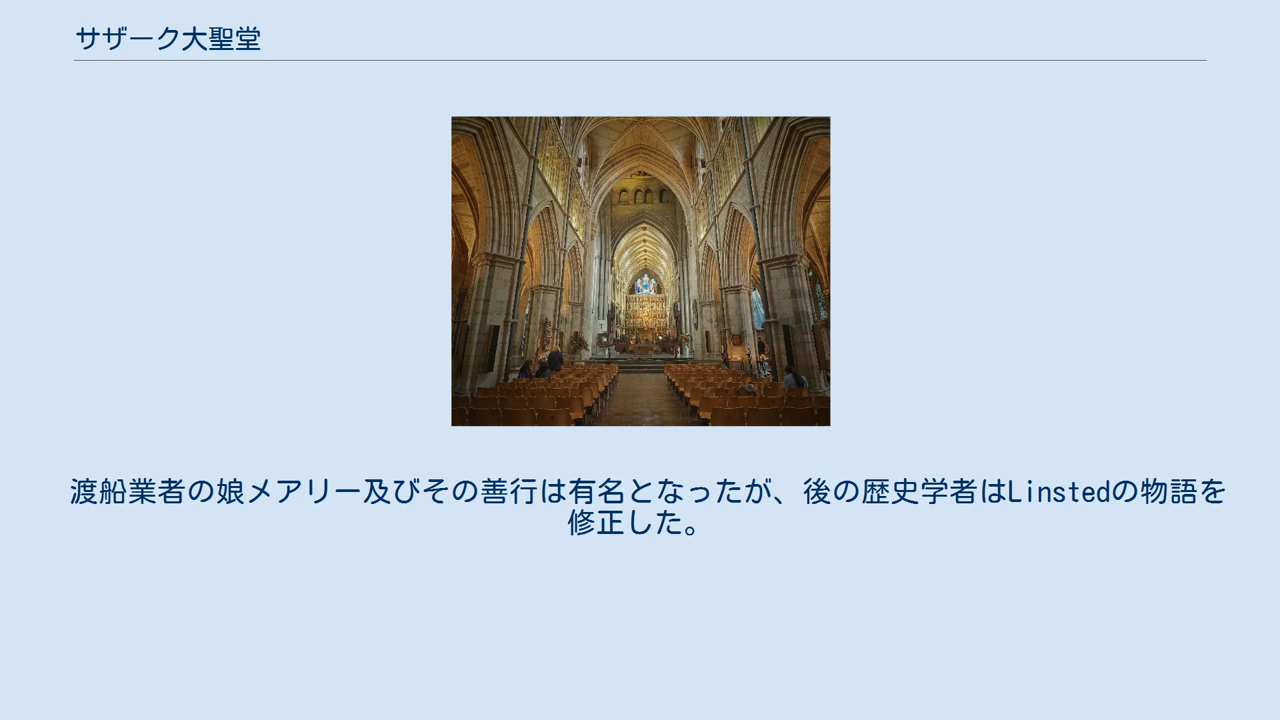 サザーク大聖堂
渡船業者の娘メアリー及びその善行は有名となったが、後の歴史学者はLinstedの物語を
修正した。